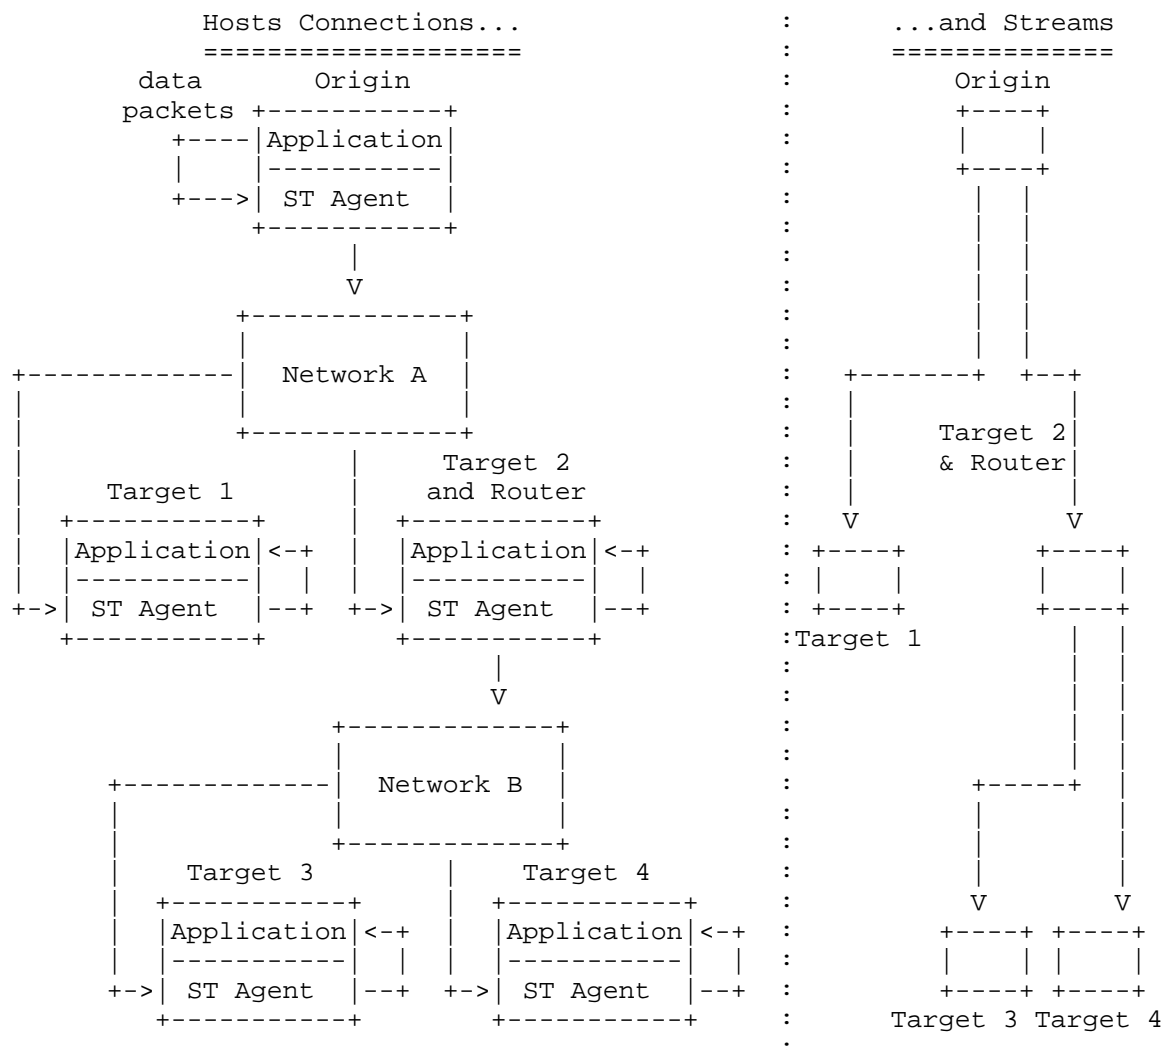 Hosts Connections... : ...and Streams
==================== : ==============
data Origin : Origin
packets
Application
ST Agent
Network A
Target 2 Target 2
Target 1 and Router & Router
Application Application
ST Agent ST Agent
Target 1
Network B
Target 3 Target 4
Application Application
ST Agent ST Agent
Target 3 Target 4